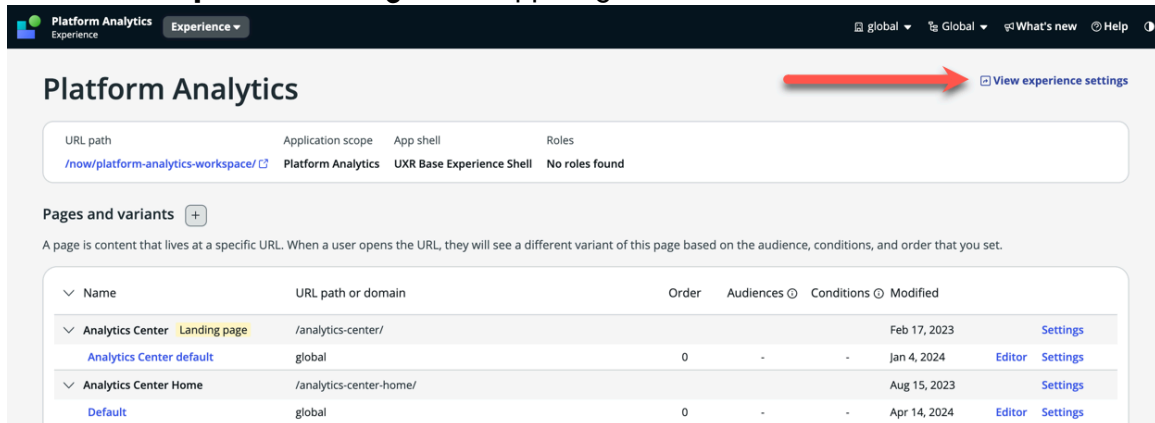 Platform Analytics
Experience
Experience
global
Global
What's new
Help
Platform Analytics
View experience settings
URL path Application scope App shell Roles
/now/platform-analytics-workspace/ Platform Analytics UXR Base Experience Shell No roles found
Pages and variants +
A page is content that lives at a specific URL. When a user opens the URL, they will see a different variant of this page based on the audience, conditions, and order that you set.
Name URL path or domain Order Audiences Conditions Modified
Analytics Center Landing page /analytics-center/ Feb 17, 2023 Settings
Analytics Center default global 0 - - Jan 4, 2024 Editor Settings
Analytics Center Home /analytics-center-home/ Aug 15, 2023 Settings
Default global 0 - - Apr 14, 2024 Editor Settings